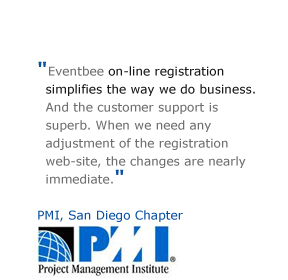 "Eventbee on-line registration
simplifies the way we do business.
And the customer support is
superb. When we need any
adjustment of the registration
web-site, the changes are nearly
immediate."
PMI, San Diego Chapter
PMI®
Project Management Institute